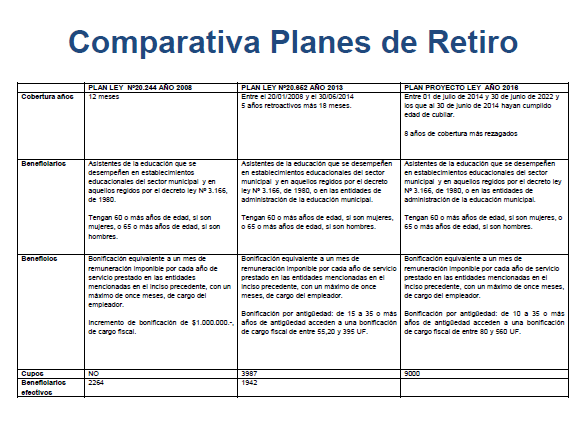 Comparativa Planes de Retiro
PLAN LEY Nº20.244 AÑO 2008
PLAN LEY Nº20.652 AÑO 2013
PLAN PROYECTO LEY AÑO 2016
Cobertura años
12 meses
Entre el 20/01/2008 y el 30/06/2014
5 años retroactivos más 18 meses.
Entre 01 de julio de 2014 y 30 de junio de 2022 y
los que al 30 de junio de 2014 hayan cumplido
edad de jubilar.
8 años de cobertura más rezagados
Beneficiarios
Asistentes de la educación que se
desempeñen en establecimientos
educacionales del sector municipal y en
aquellos regidos por el decreto ley Nº 3.166,
de 1980.
Tengan 60 o más años de edad, si son
mujeres, o 65 o más años de edad, si son
hombres.
Asistentes de la educación que se desempeñen
en establecimientos educacionales del sector
municipal y en aquellos regidos por el decreto
ley Nº 3.166, de 1980, o en las entidades de
administración de la educación municipal.
Tengan 60 o más años de edad, si son mujeres,
o 65 o más años de edad, si son hombres.
Asistentes de la educación que se desempeñen
en establecimientos educacionales del sector
municipal y en aquellos regidos por el decreto ley
Nº 3.166, de 1980, o en las entidades de
administración de la educación municipal.
Tengan 60 o más años de edad, si son mujeres, o
65 o más años de edad, si son hombres.
Beneficios
Bonificación equivalente a un mes de
remuneración imponible por cada año de
servicio prestado en las entidades
mencionadas en el inciso precedente, con un
máximo de once meses, de cargo del
empleador.
Incremento de bonificación de $1.000.000.-,
de cargo fiscal.
Bonificación equivalente a un mes de
remuneración imponible por cada año de servicio
prestado en las entidades mencionadas en el
inciso precedente, con un máximo de once
meses, de cargo del empleador.
Bonificación por antigüedad: de 15 a 35 o más
años de antigüedad acceden a una bonificación
de cargo fiscal de entre 55,20 y 395 UF.
Bonificación equivalente a un mes de
remuneración imponible por cada año de servicio
prestado en las entidades mencionadas en el
inciso precedente, con un máximo de once meses,
de cargo del empleador.
Bonificación por antigüedad: de 10 a 35 o más
años de antigüedad acceden a una bonificación
de cargo fiscal de entre 80 y 560 UF.
Cupos
NO
3987
9000
Beneficiarios
efectivos
2264
1942